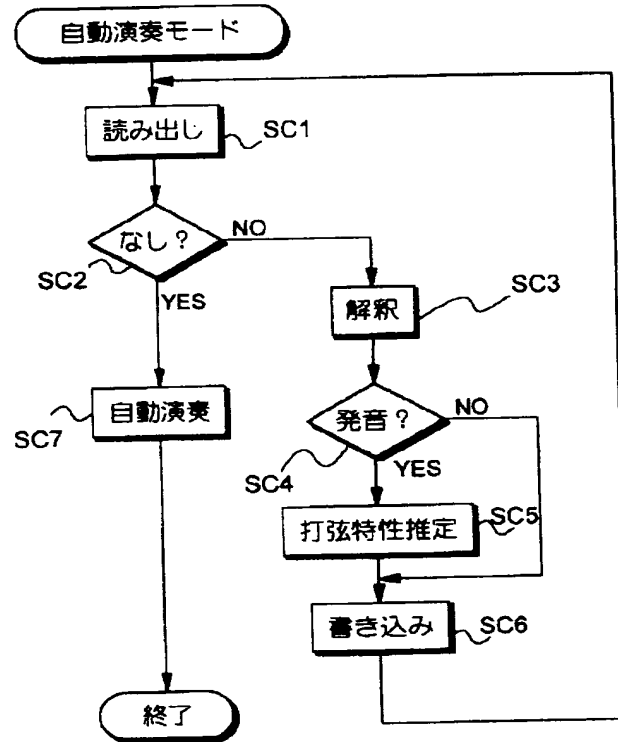 自動演奏モード
読み出し
SC1
なし?
NO
SC2
YES
解釈
SC3
自動演奏
SC7
発音?
NO
SC4
YES
打弦特性推定
SC5
書き込み
SC6
終了